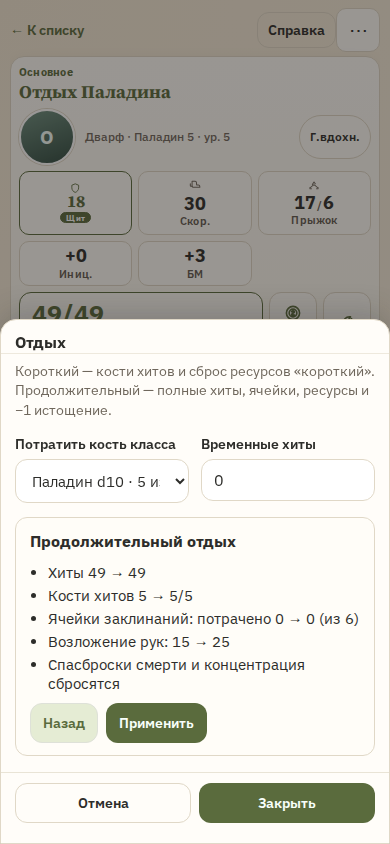 ← К списку
Справка
...
Основное
Отдых Паладина
О
Дварф · Паладин 5 · ур. 5
Г.вдохн.
18
Щит
30
Скор.
17/6
Прыжок
+0
Иниц.
+3
БМ
49/49
Отдых
Короткий — кости хитов и сброс ресурсов «короткий».
Продолжительный — полные хиты, ячейки, ресурсы и
−1 истощение.
Потратить кость класса
Временные хиты
Паладин d10 · 5 из
0
Продолжительный отдых
• Хиты 49 → 49
• Кости хитов 5 → 5/5
• Ячейки заклинаний: потрачено 0 → 0 (из 6)
• Возложение рук: 15 → 25
• Спасброски смерти и концентрация
сбросятся
Назад
Применить
Отмена
Закрыть